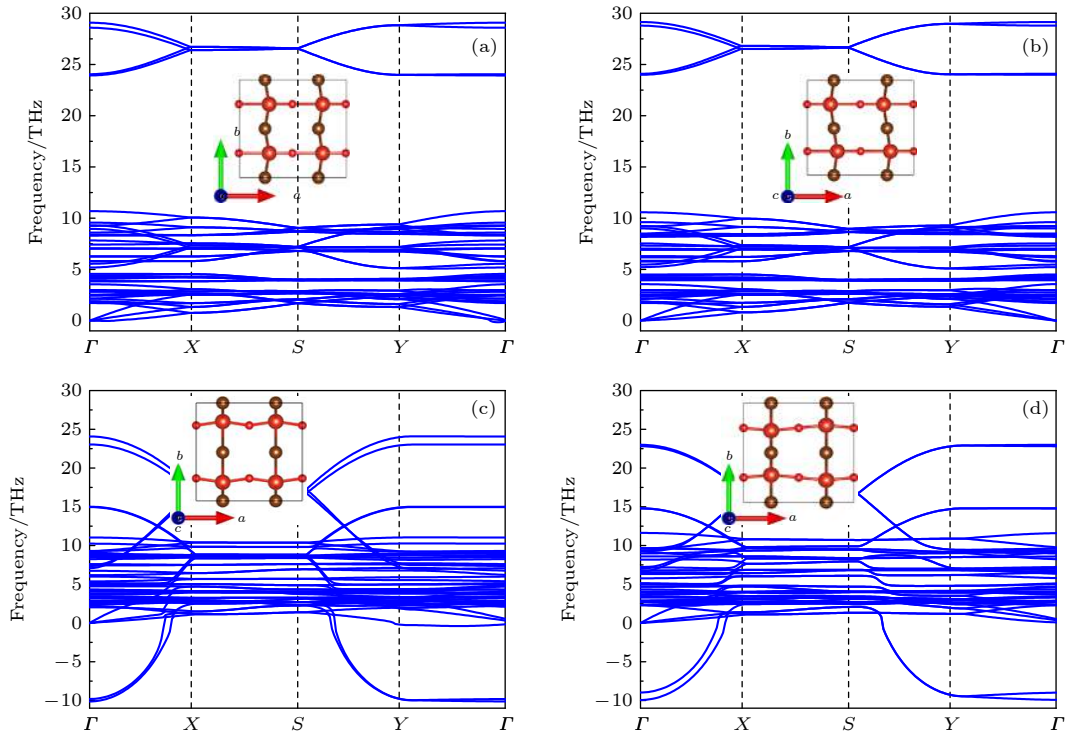 30
25
20
15
10
5
0
Frequency/THz
Γ X S Y Γ
(a)
b
a
30
25
20
15
10
5
0
Frequency/THz
Γ X S Y Γ
(b)
b
c a
30
25
20
15
10
5
0
−5
−10
Frequency/THz
Γ X S Y Γ
(c)
b
c a
30
25
20
15
10
5
0
−5
−10
Frequency/THz
Γ X S Y Γ
(d)
b
c a